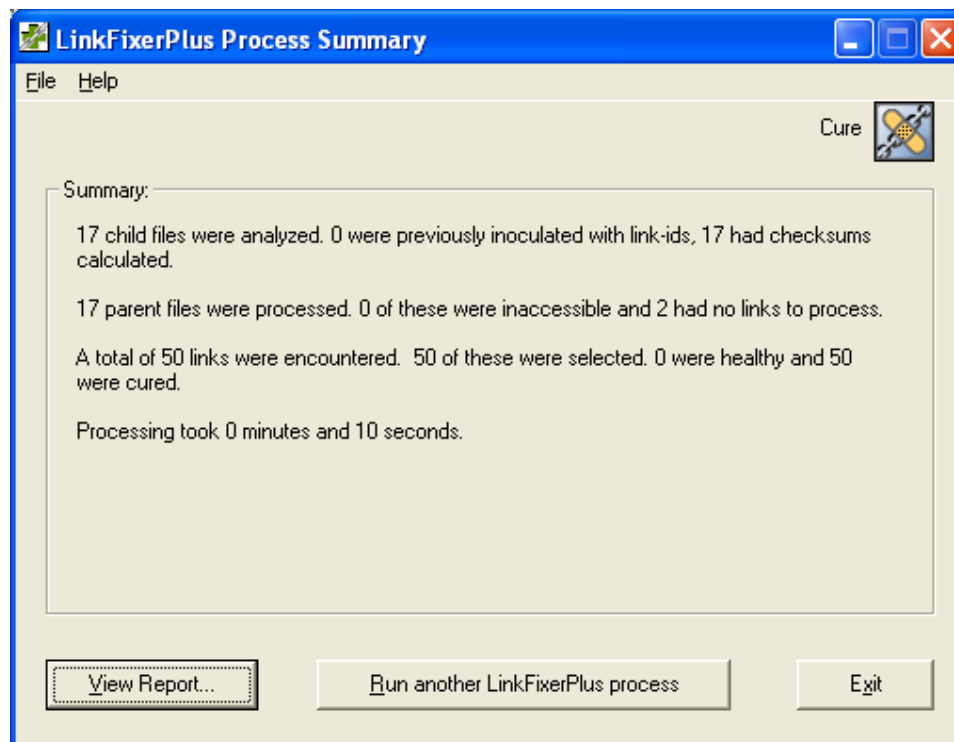 LinkFixerPlus Process Summary
File Help
Cure
Summary:
17 child files were analyzed. 0 were previously inoculated with link-ids, 17 had checksums
calculated.
17 parent files were processed. 0 of these were inaccessible and 2 had no links to process.
A total of 50 links were encountered.  50 of these were selected. 0 were healthy and 50
were cured.
Processing took 0 minutes and 10 seconds.
View Report... Run another LinkFixerPlus process Exit